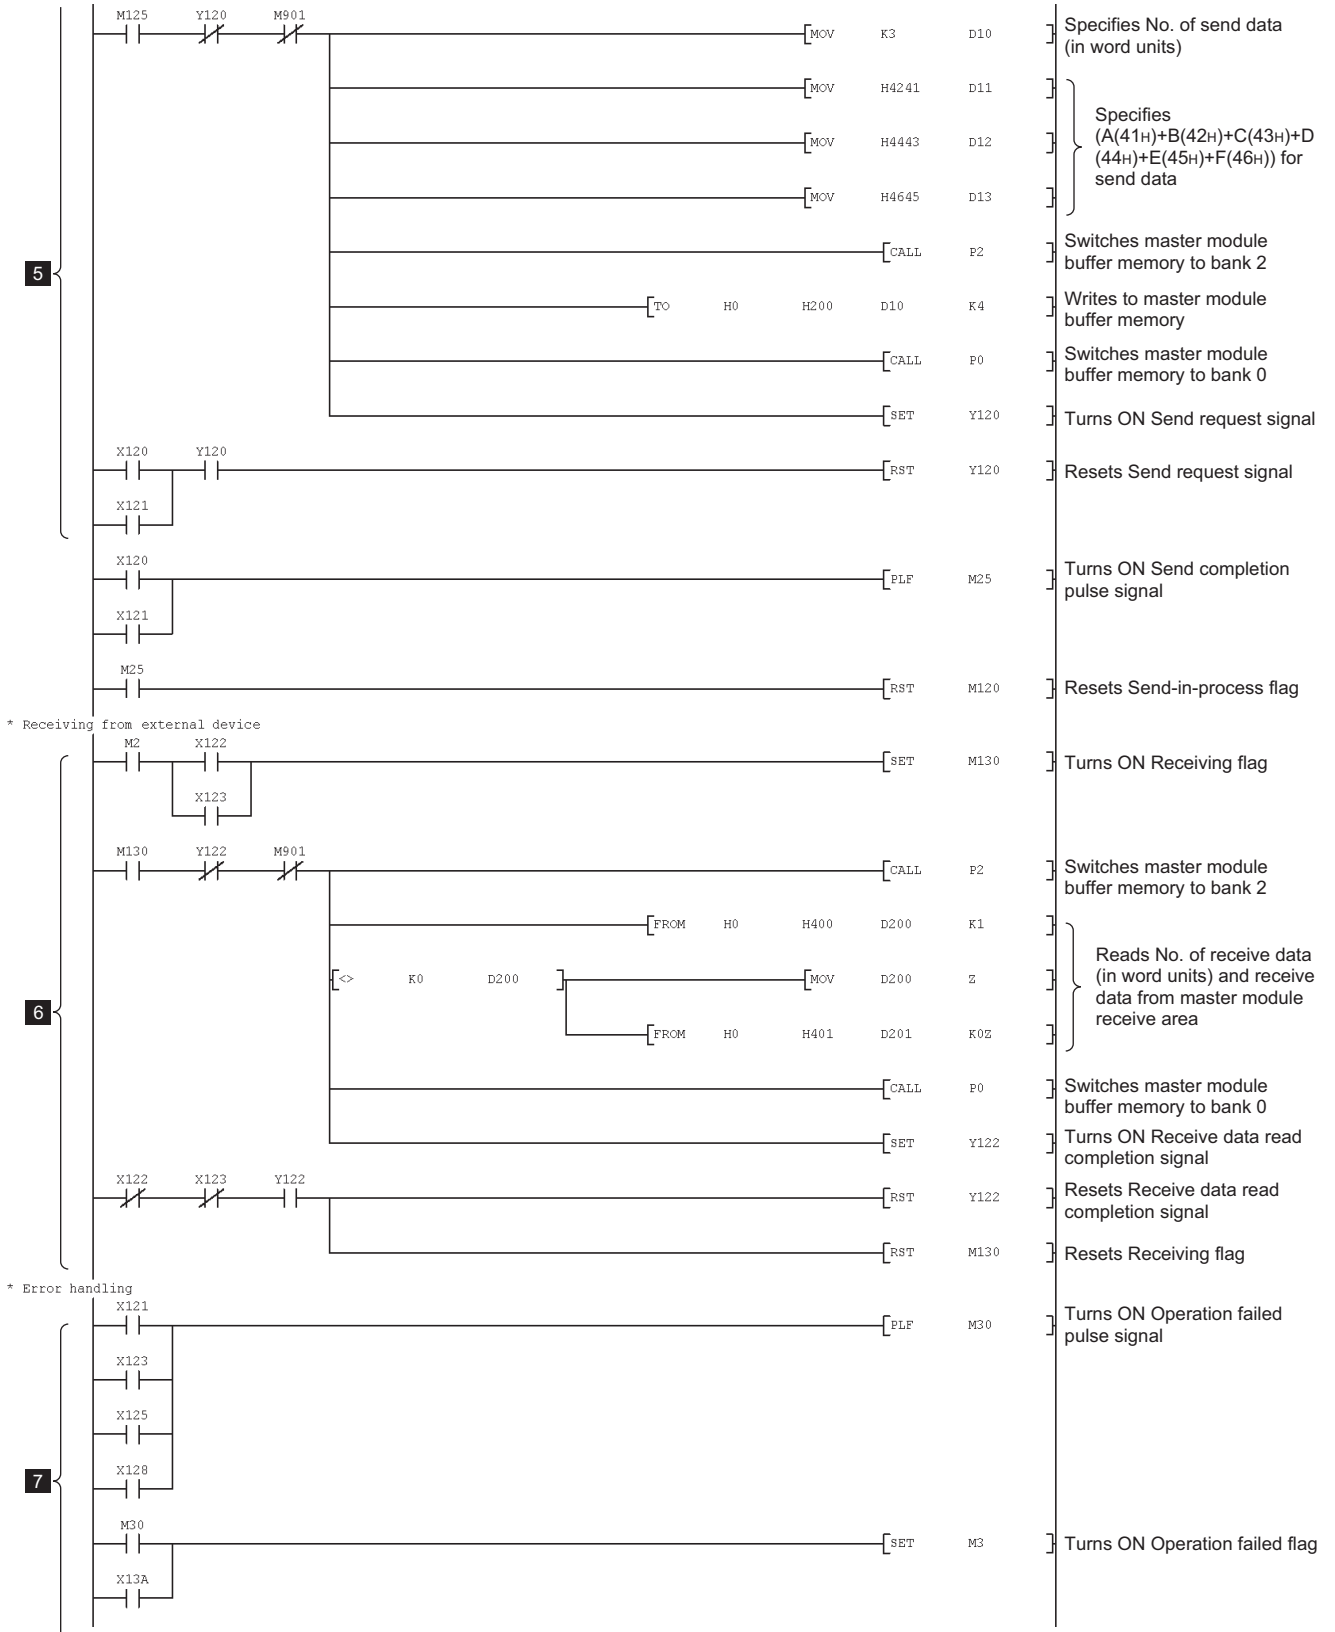 M125 Y120 M901
MOV K3 D10
Specifies No. of send data
(in word units)
MOV H4241 D11
MOV H4443 D12
MOV H4645 D13
Specifies
(A(41H)+B(42H)+C(43H)+D
(44H)+E(45H)+F(46H)) for
send data
5
CALL P2
Switches master module
buffer memory to bank 2
TO H0 H200 D10 K4
Writes to master module
buffer memory
CALL P0
Switches master module
buffer memory to bank 0
SET Y120
Turns ON Send request signal
X120 Y120
RST Y120
Resets Send request signal
X121
X120
PLF M25
Turns ON Send completion
pulse signal
X121
M25
RST M120
Resets Send-in-process flag
* Receiving from external device
M2 X122
SET M130
Turns ON Receiving flag
X123
M130 Y122 M901
CALL P2
Switches master module
buffer memory to bank 2
FROM H0 H400 D200 K1
<> K0 D200
MOV D200 Z
FROM H0 H401 D201 K0Z
Reads No. of receive data
(in word units) and receive
data from master module
receive area
6
CALL P0
Switches master module
buffer memory to bank 0
SET Y122
Turns ON Receive data read
completion signal
X122 X123 Y122
RST Y122
Resets Receive data read
completion signal
RST M130
Resets Receiving flag
* Error handling
X121
PLF M30
Turns ON Operation failed
pulse signal
X123
X125
X128
7
M30
SET M3
Turns ON Operation failed flag
X13A